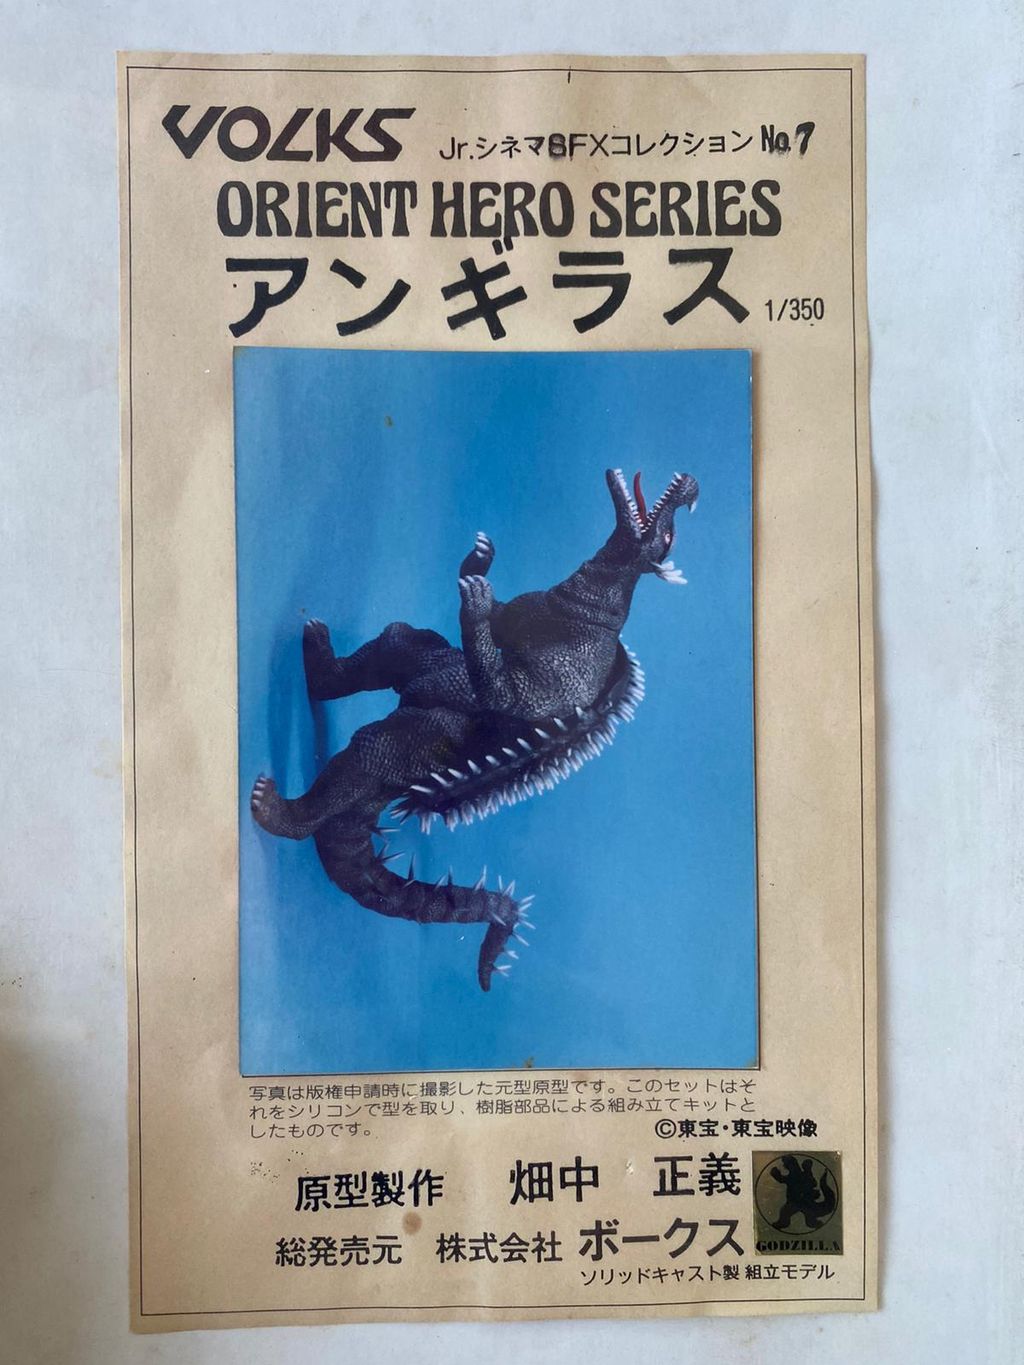 VOLKS
Jr.シネマSFXコレクション No.7
ORIENT HERO SERIES
アンギラス 1/350
写真は版権申請時に撮影した元型原型です。このセットはそ
れをシリコンで型を取り、樹脂部品による組み立てキットと
したものです。
©東宝・東宝映像
原型製作 畑中 正義
GODZILLA
総発売元 株式会社 ボークス
ソリッドキャスト製 組立モデル